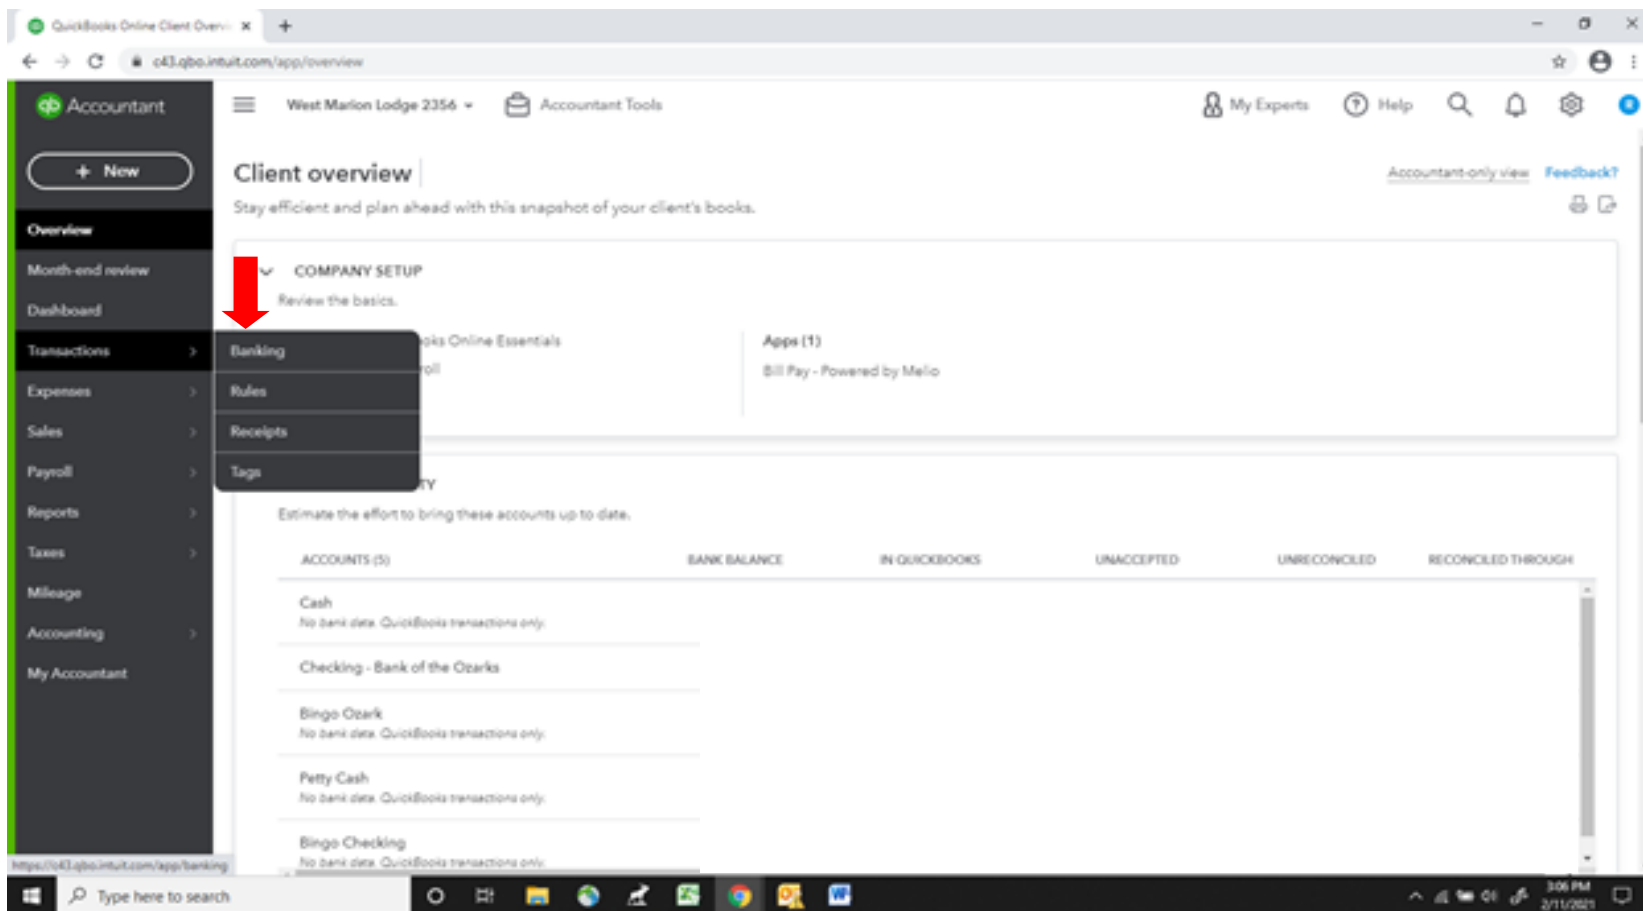 QuickBooks Online Client Overvi
c43.qbo.intuit.com/app/overview
qb Accountant
West Marion Lodge 2356
Accountant Tools
My Experts
Help
+ New
Client overview
Accountant-only view
Feedback?
Stay efficient and plan ahead with this snapshot of your client's books.
Overview
Month-end review
Dashboard
Transactions
Expenses
Sales
Payroll
Reports
Taxes
Mileage
Accounting
My Accountant
Banking
Rules
Receipts
Tags
COMPANY SETUP
Review the basics.
oks Online Essentials
roll
Apps (1)
Bill Pay - Powered by Melio
TY
Estimate the effort to bring these accounts up to date.
ACCOUNTS (5) BANK BALANCE IN QUICKBOOKS UNACCEPTED UNRECONCILED RECONCILED THROUGH
Cash
No bank data. QuickBooks transactions only.
Checking - Bank of the Ozarks
Bingo Ozark
No bank data. QuickBooks transactions only.
Petty Cash
No bank data. QuickBooks transactions only.
Bingo Checking
No bank data. QuickBooks transactions only.
https://c43.qbo.intuit.com/app/banking
Type here to search
3:06 PM
2/11/2021